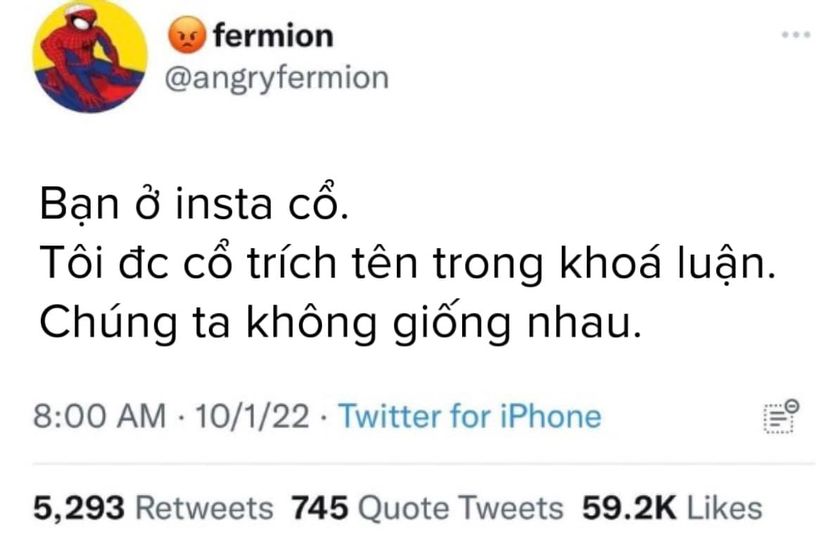 😡 fermion
@angryfermion
Bạn ở insta cổ.
Tôi đc cổ trích tên trong khoá luận.
Chúng ta không giống nhau.
8:00 AM · 10/1/22 · Twitter for iPhone
5,293 Retweets 745 Quote Tweets 59.2K Likes